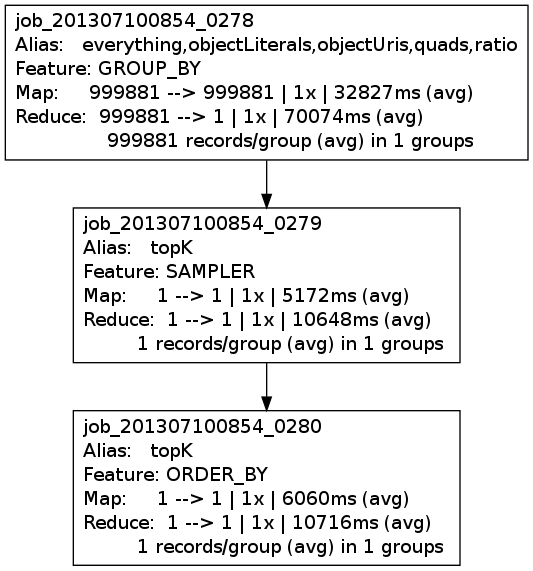 job_201307100854_0278
Alias: everything,objectLiterals,objectUris,quads,ratio
Feature: GROUP_BY
Map: 999881 --> 999881 | 1x | 32827ms (avg)
Reduce: 999881 --> 1 | 1x | 70074ms (avg)
999881 records/group (avg) in 1 groups
job_201307100854_0279
Alias: topK
Feature: SAMPLER
Map: 1 --> 1 | 1x | 5172ms (avg)
Reduce: 1 --> 1 | 1x | 10648ms (avg)
1 records/group (avg) in 1 groups
job_201307100854_0280
Alias: topK
Feature: ORDER_BY
Map: 1 --> 1 | 1x | 6060ms (avg)
Reduce: 1 --> 1 | 1x | 10716ms (avg)
1 records/group (avg) in 1 groups